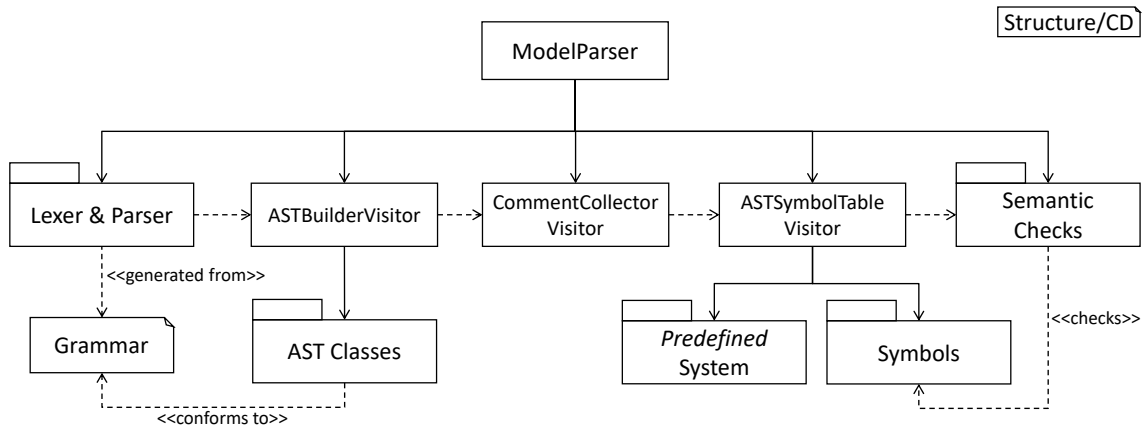 Structure/CD
ModelParser
Lexer & Parser
ASTBuilderVisitor
CommentCollector
Visitor
ASTSymbolTable
Visitor
Semantic
Checks
<<generated from>>
Grammar
AST Classes
Predefined
System
Symbols
<<checks>>
<<conforms to>>